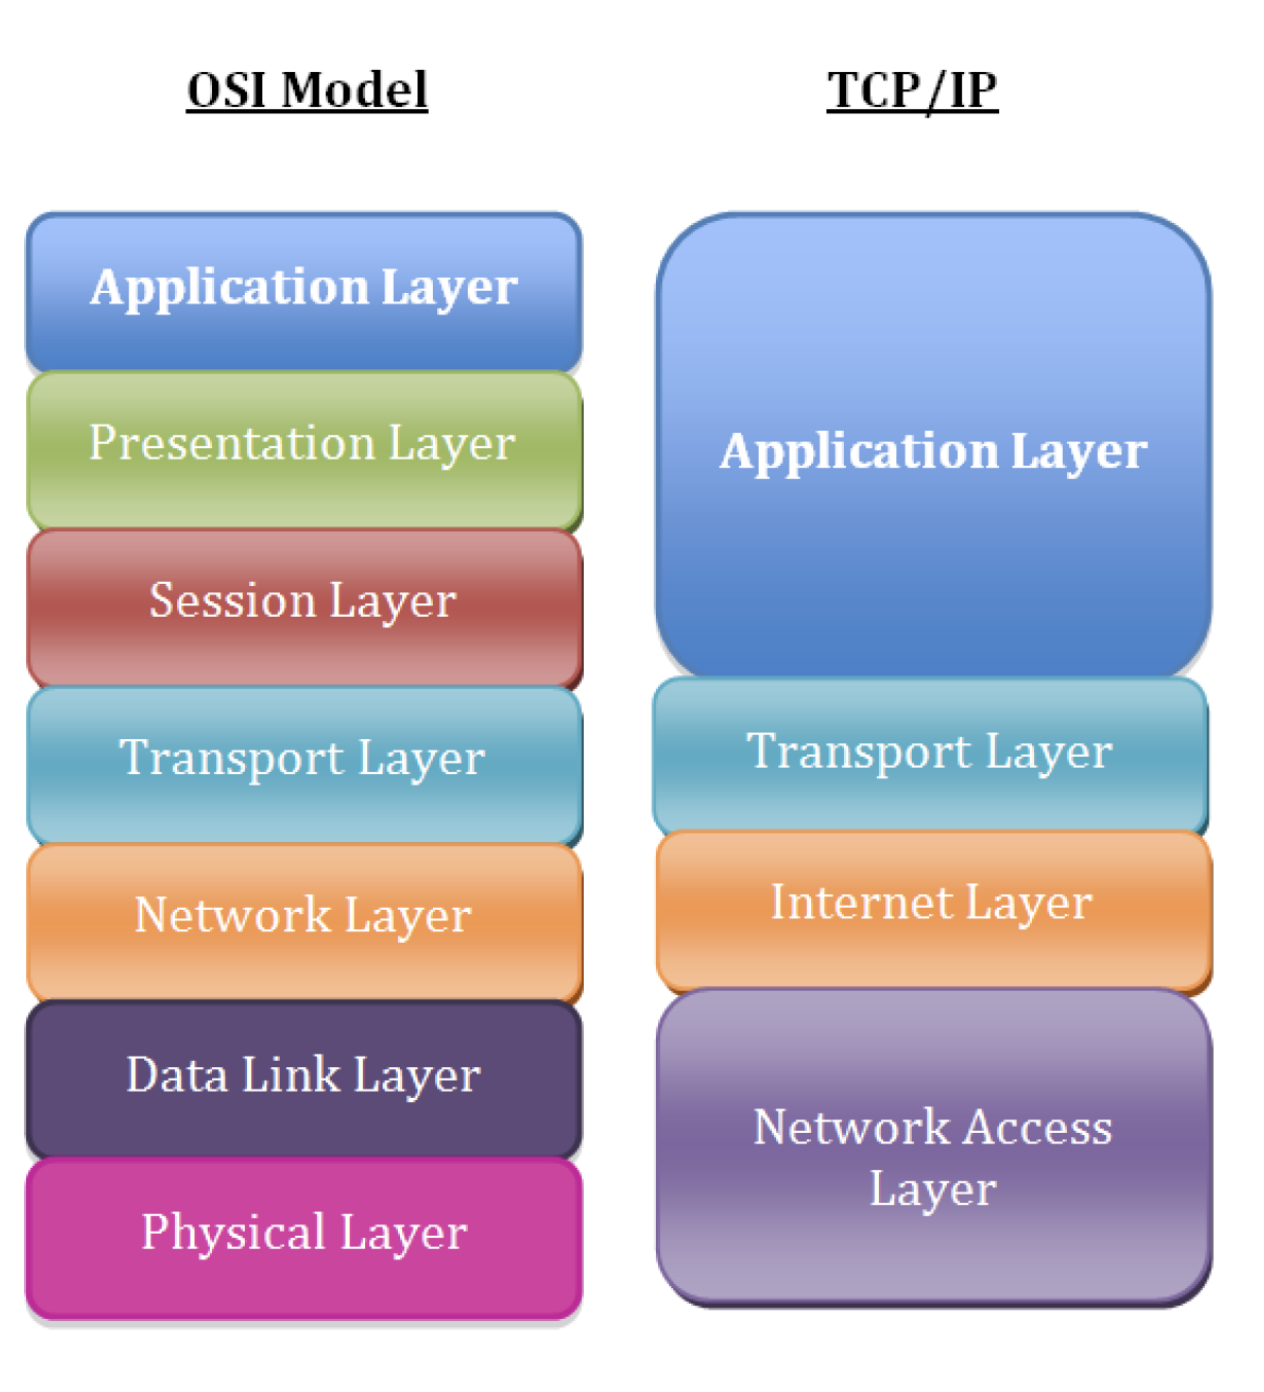 OSI Model
TCP/IP
Application Layer
Presentation Layer
Session Layer
Transport Layer
Network Layer
Data Link Layer
Physical Layer
Application Layer
Transport Layer
Internet Layer
Network Access
Layer